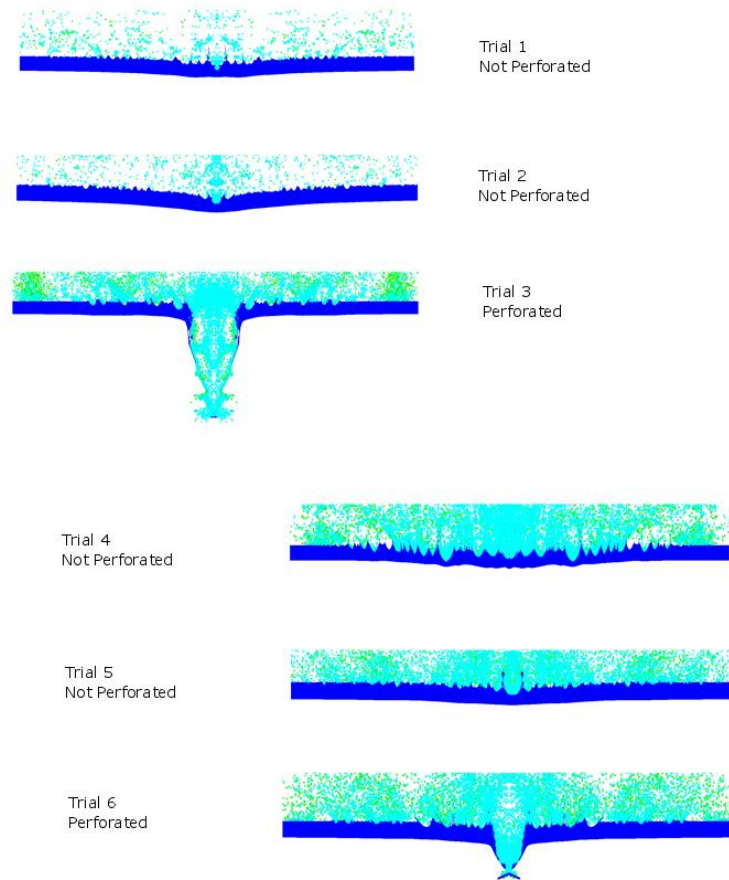 Trial 1
Not Perforated
Trial 2
Not Perforated
Trial 3
Perforated
Trial 4
Not Perforated
Trial 5
Not Perforated
Trial 6
Perforated